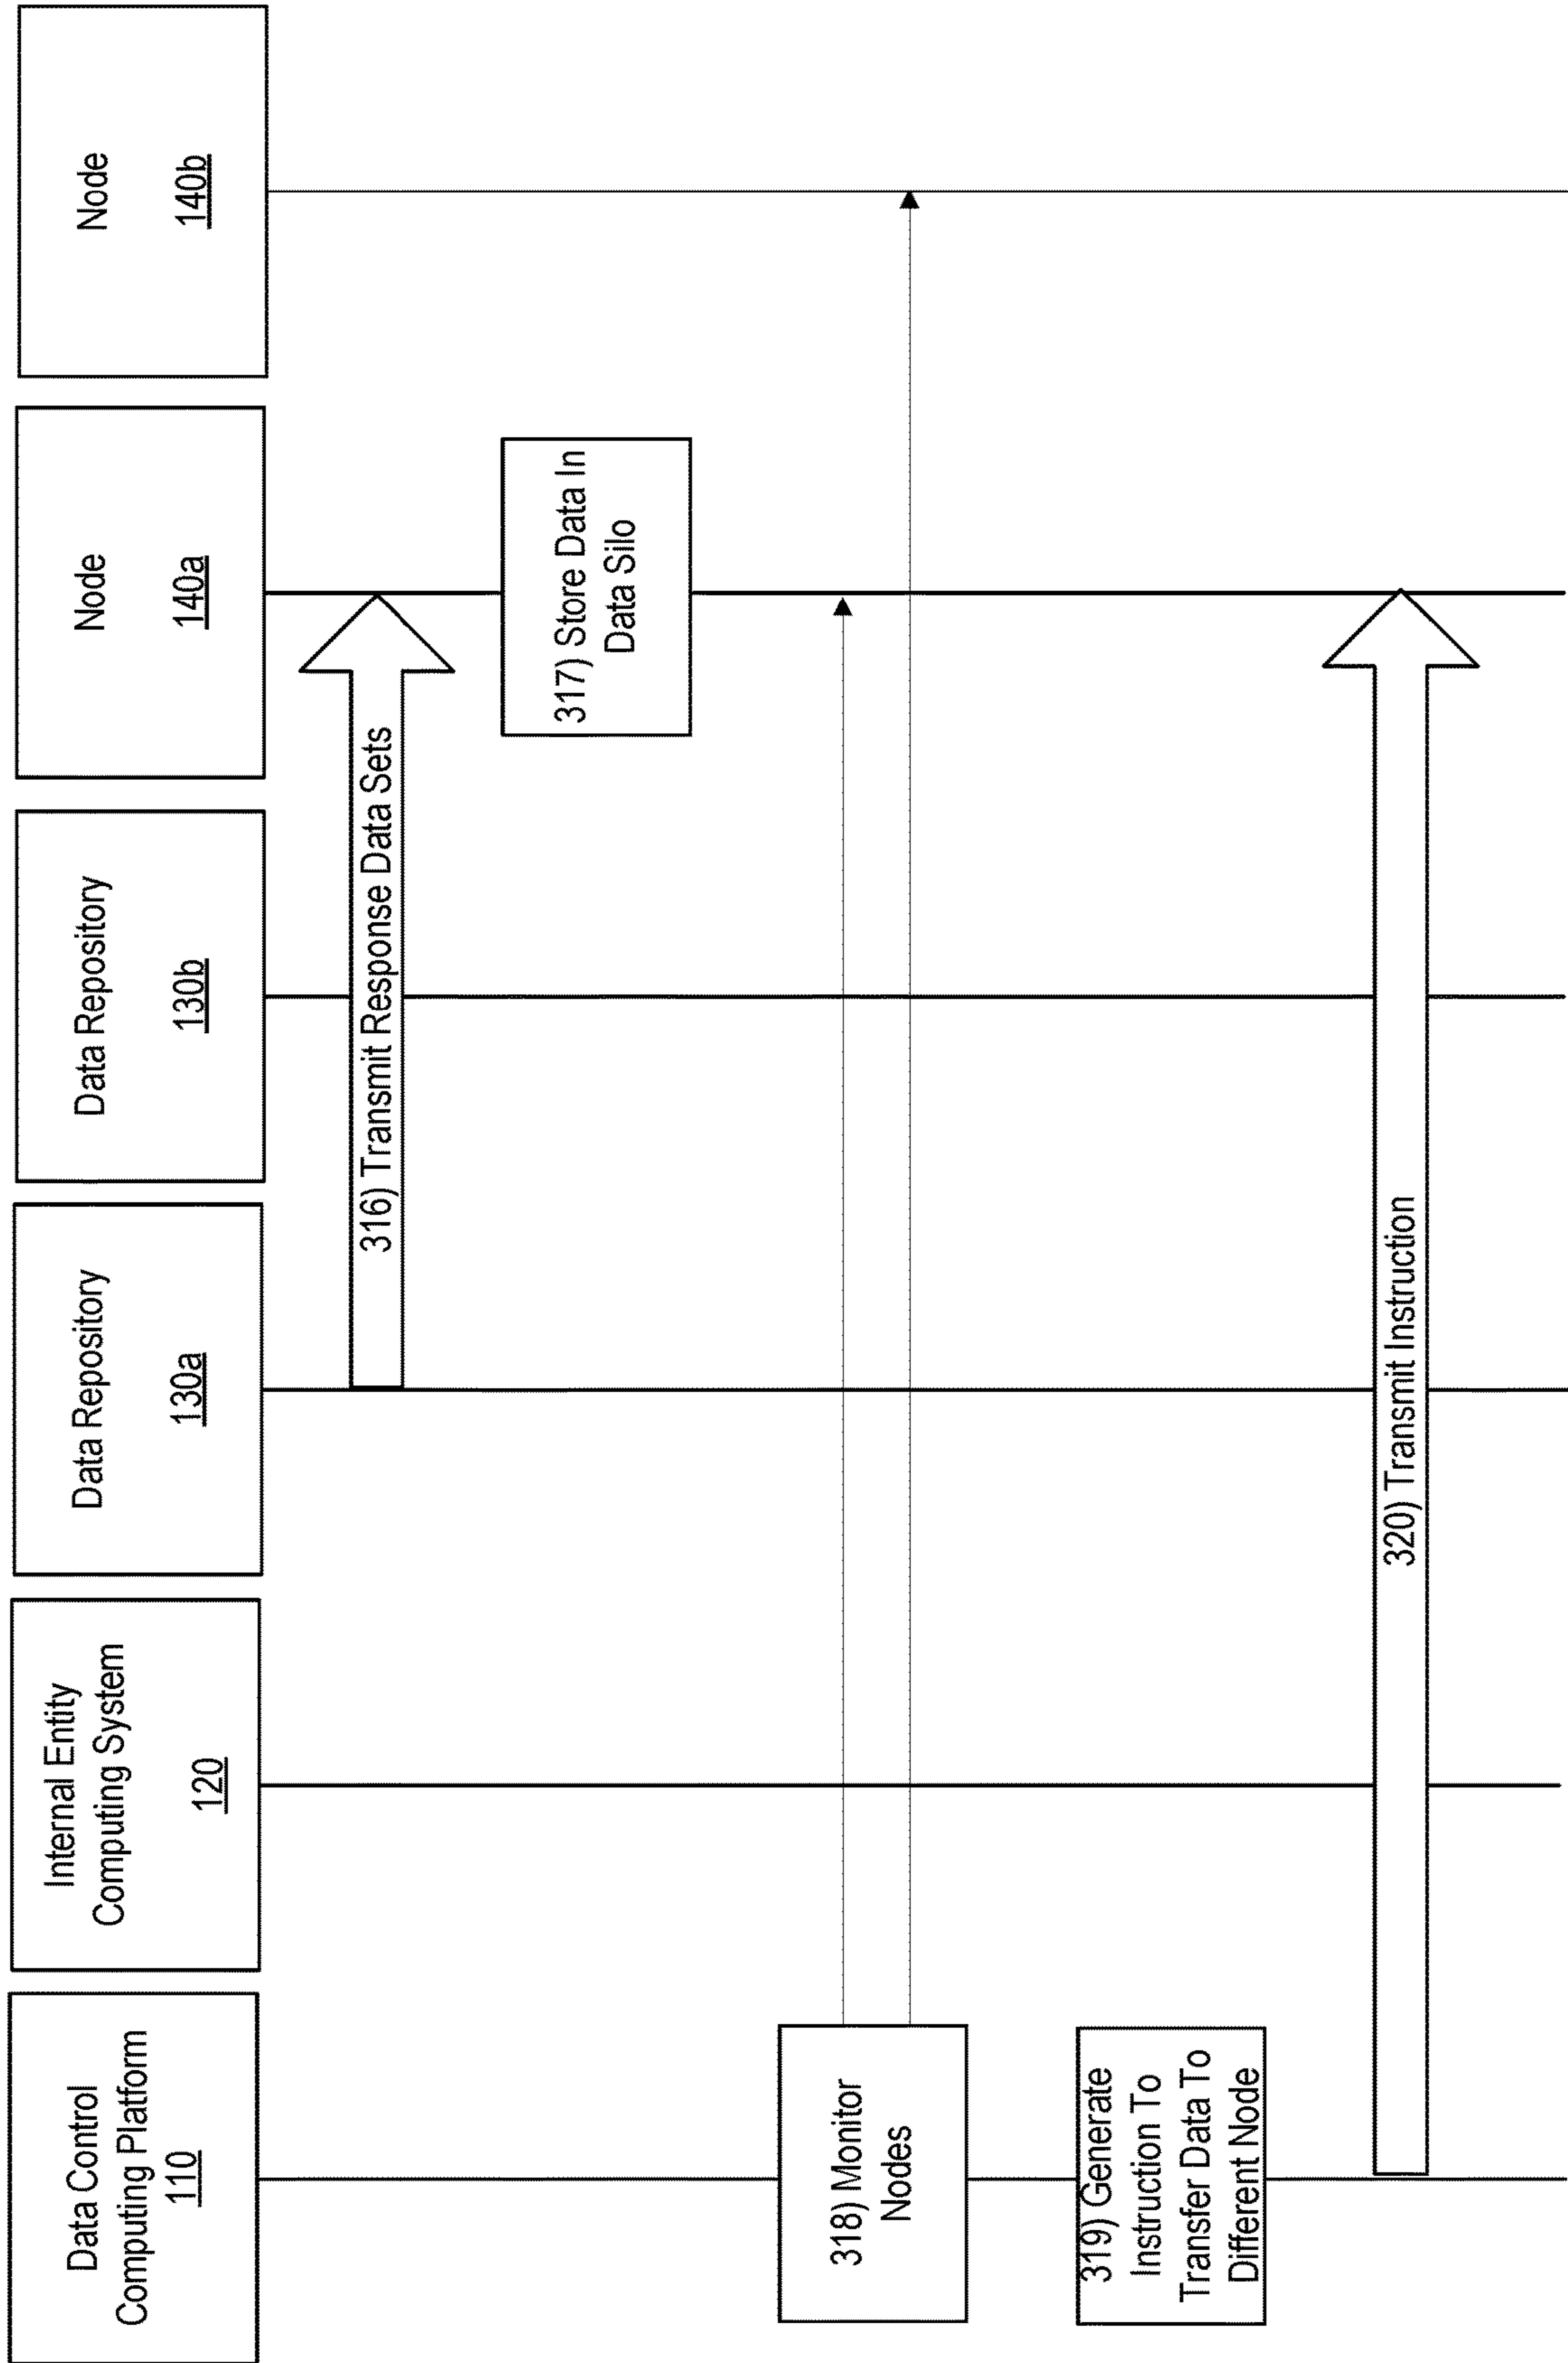 Data Control
Computing Platform
110
Internal Entity
Computing System
120
Data Repository
130a
Data Repository
130b
Node
140a
Node
140b
316) Transmit Response Data Sets
317) Store Data In
Data Silo
318) Monitor
Nodes
319) Generate
Instruction To
Transfer Data To
Different Node
320) Transmit Instruction